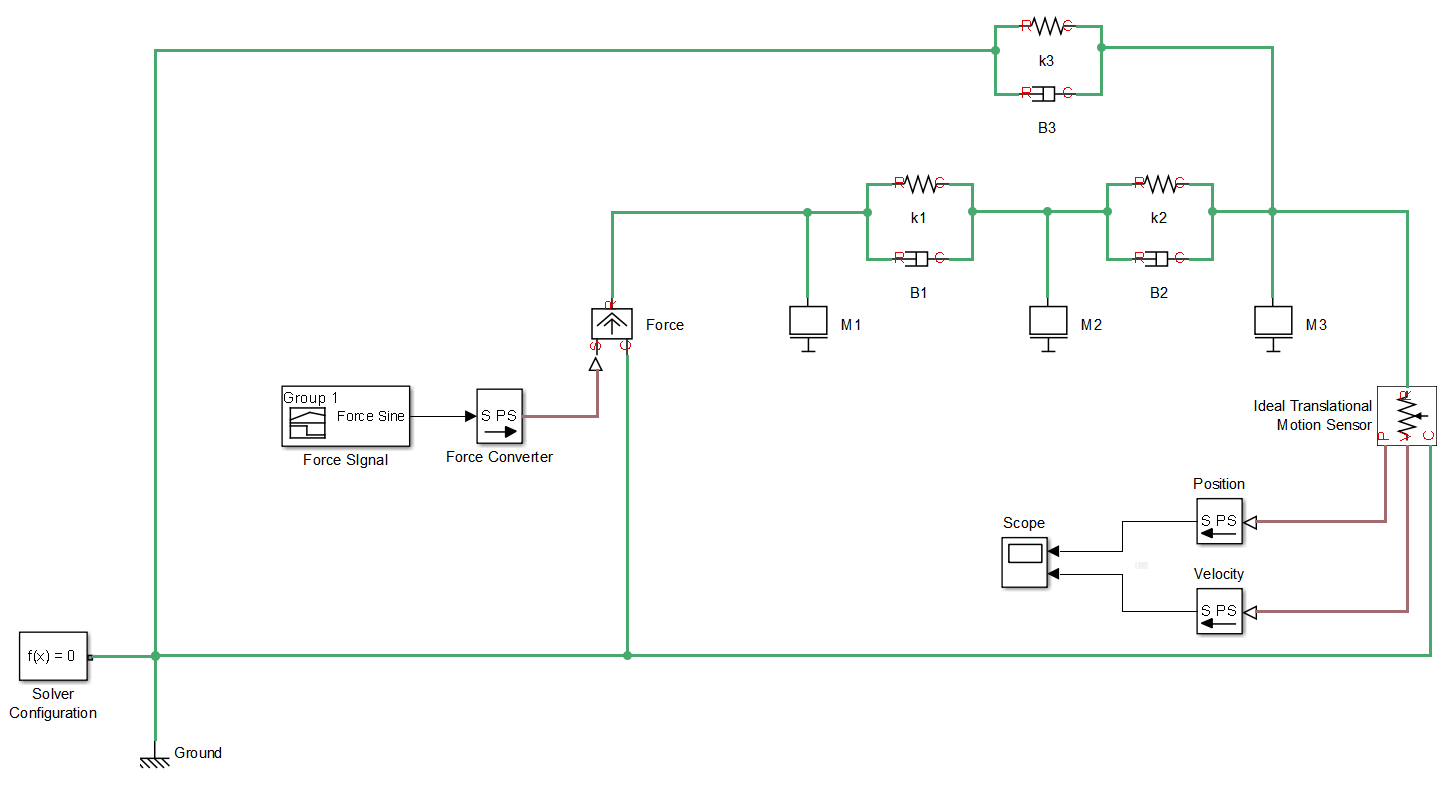 R C
k3
R C
B3
R C
k1
R C
B1
R C
k2
R C
B2
R
Force
S C
M1
M2
M3
Group 1
Force Sine
Force SIgnal
S PS
Force Converter
Ideal Translational
Motion Sensor
R
P V C
Position
S PS
Scope
Velocity
S PS
f(x) = 0
Solver
Configuration
Ground